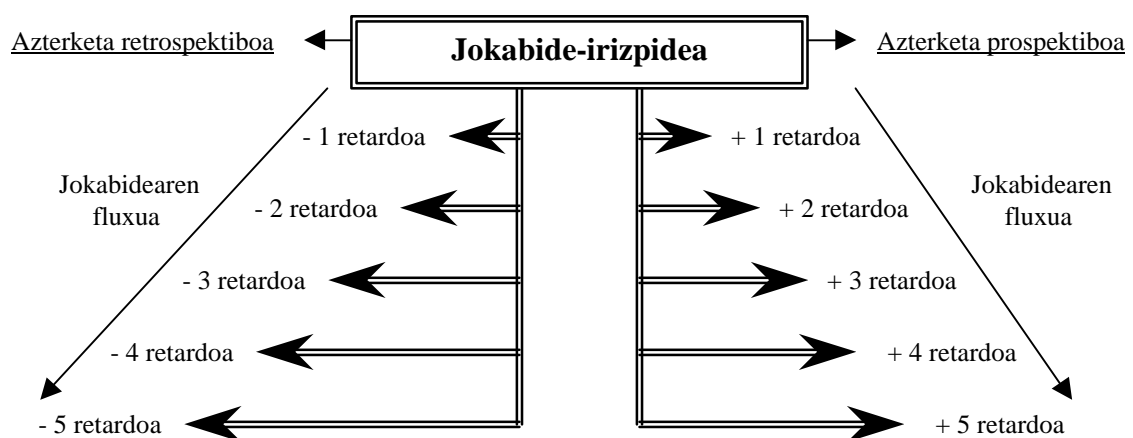 Azterketa retrospektiboa
Jokabide-irizpidea
Azterketa prospektiboa
- 1 retardoa
+ 1 retardoa
Jokabidearen
fluxua
- 2 retardoa
+ 2 retardoa
Jokabidearen
fluxua
- 3 retardoa
+ 3 retardoa
- 4 retardoa
+ 4 retardoa
- 5 retardoa
+ 5 retardoa